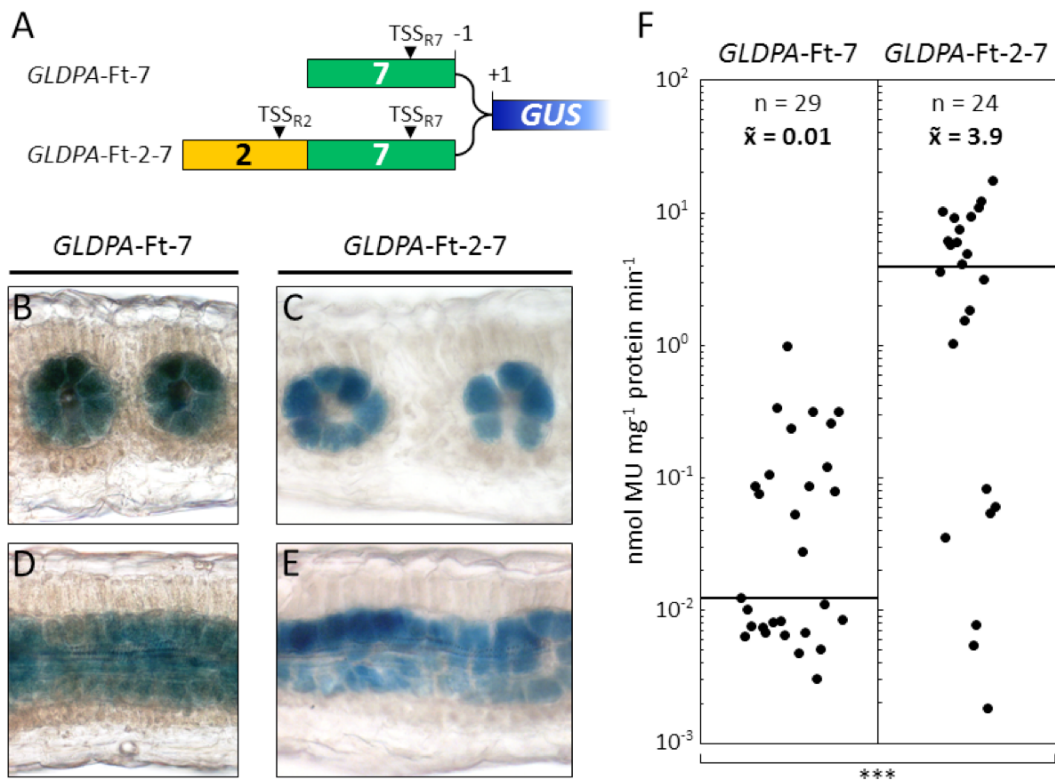 A
GLDPA-Ft-7
TSSR7
-1
7
+1
GUS
GLDPA-Ft-2-7
TSSR2
TSSR7
2
7
GLDPA-Ft-7
GLDPA-Ft-2-7
B
C
D
E
F
GLDPA-Ft-7
GLDPA-Ft-2-7
n = 29
x̃ = 0.01
n = 24
x̃ = 3.9
nmol MU mg⁻¹ protein min⁻¹
10²
10¹
10⁰
10⁻¹
10⁻²
10⁻³
***